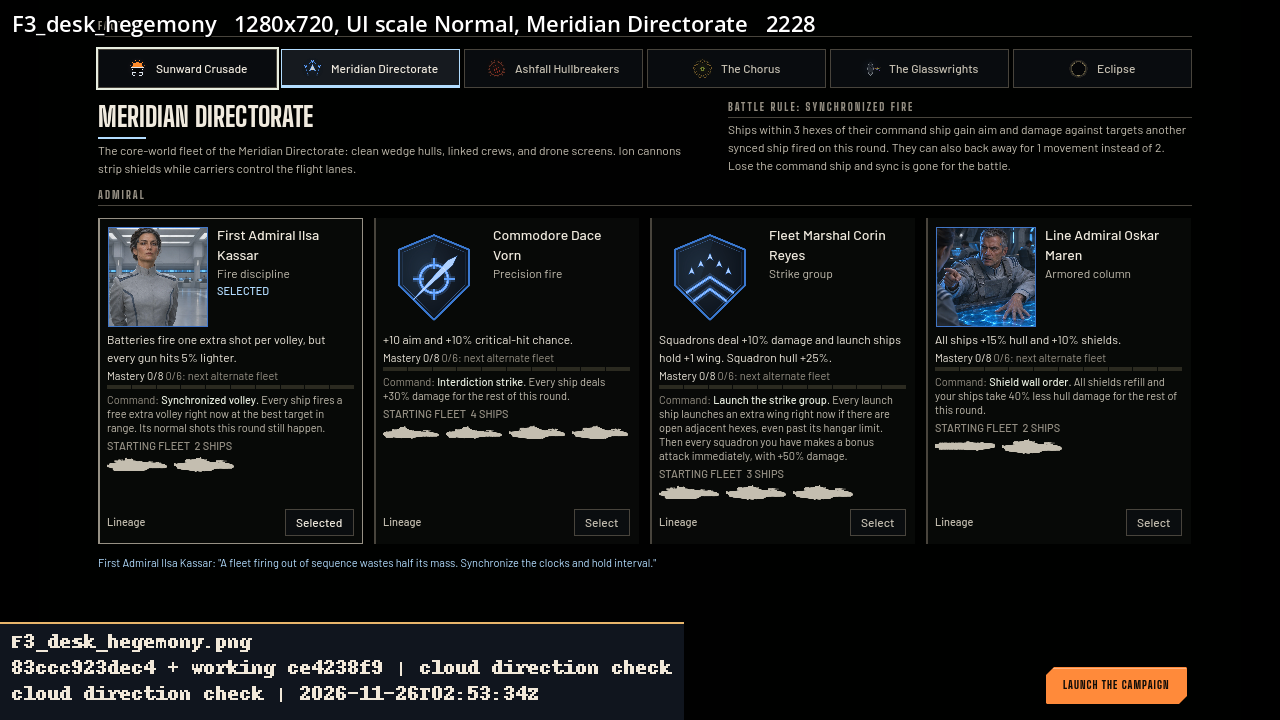 F3_desk_hegemony 1280x720, UI scale Normal, Meridian Directorate 2228
Sunward Crusade
Meridian Directorate
Ashfall Hullbreakers
The Chorus
The Glasswrights
Eclipse
MERIDIAN DIRECTORATE
The core-world fleet of the Meridian Directorate: clean wedge hulls, linked crews, and drone screens. Ion cannons
strip shields while carriers control the flight lanes.
BATTLE RULE: SYNCHRONIZED FIRE
Ships within 3 hexes of their command ship gain aim and damage against targets another
synced ship fired on this round. They can also back away for 1 movement instead of 2.
Lose the command ship and sync is gone for the battle.
ADMIRAL
First Admiral Ilsa
Kassar
Fire discipline
SELECTED
Batteries fire one extra shot per volley, but
every gun hits 5% lighter.
Mastery 0/8 0/6: next alternate fleet
Command: Synchronized volley. Every ship fires a
free extra volley right now at the best target in
range. Its normal shots this round still happen.
STARTING FLEET 2 SHIPS
Lineage
Selected
Commodore Dace
Vorn
Precision fire
+10 aim and +10% critical-hit chance.
Mastery 0/8 0/6: next alternate fleet
Command: Interdiction strike. Every ship deals
+30% damage for the rest of this round.
STARTING FLEET 4 SHIPS
Lineage
Select
Fleet Marshal Corin
Reyes
Strike group
Squadrons deal +10% damage and launch ships
hold +1 wing. Squadron hull +25%.
Mastery 0/8 0/6: next alternate fleet
Command: Launch the strike group. Every launch
ship launches an extra wing right now if there are
open adjacent hexes, even past its hangar limit.
Then every squadron you have makes a bonus
attack immediately, with +50% damage.
STARTING FLEET 3 SHIPS
Lineage
Select
Line Admiral Oskar
Maren
Armored column
All ships +15% hull and +10% shields.
Mastery 0/8 0/6: next alternate fleet
Command: Shield wall order. All shields refill and
your ships take 40% less hull damage for the rest of
this round.
STARTING FLEET 2 SHIPS
Lineage
Select
First Admiral Ilsa Kassar: "A fleet firing out of sequence wastes half its mass. Synchronize the clocks and hold interval."
F3_desk_hegemony.png
83ccc923dec4 + working ce4238f9 | cloud direction check
cloud direction check | 2026-11-26T02:53:34Z
LAUNCH THE CAMPAIGN